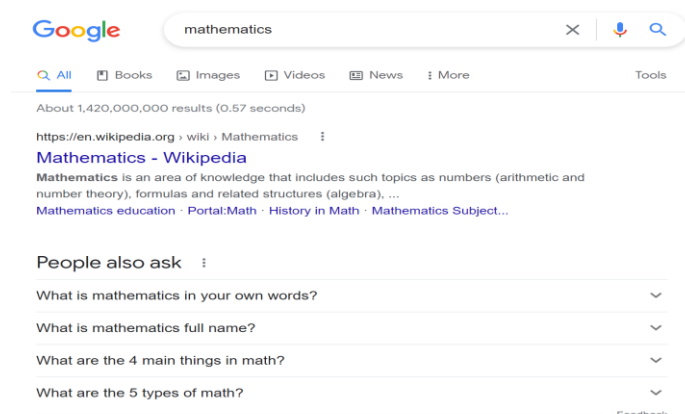 Google mathematics
All Books Images Videos News More Tools
About 1,420,000,000 results (0.57 seconds)
https://en.wikipedia.org › wiki › Mathematics
Mathematics - Wikipedia
Mathematics is an area of knowledge that includes such topics as numbers (arithmetic and
number theory), formulas and related structures (algebra), ...
Mathematics education · Portal:Math · History in Math · Mathematics Subject...
People also ask
What is mathematics in your own words?
What is mathematics full name?
What are the 4 main things in math?
What are the 5 types of math?
Feedback